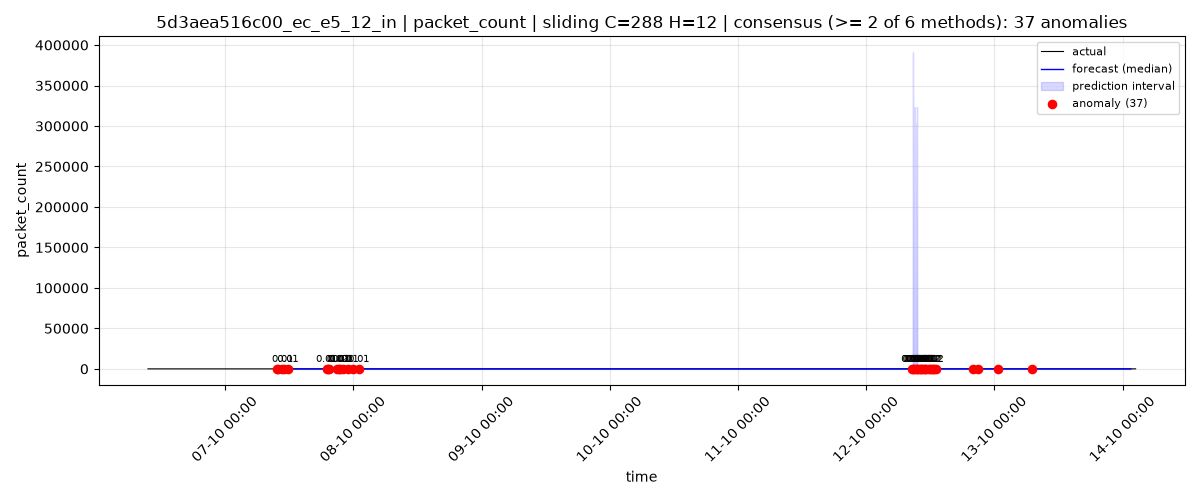 5d3aea516c00_ec_e5_12_in | packet_count | sliding C=288 H=12 | consensus (>= 2 of 6 methods): 37 anomalies
actual
forecast (median)
prediction interval
anomaly (37)
400000
350000
300000
250000
200000
150000
100000
50000
0
packet_count
07-10 00:00
08-10 00:00
09-10 00:00
10-10 00:00
11-10 00:00
12-10 00:00
13-10 00:00
14-10 00:00
time